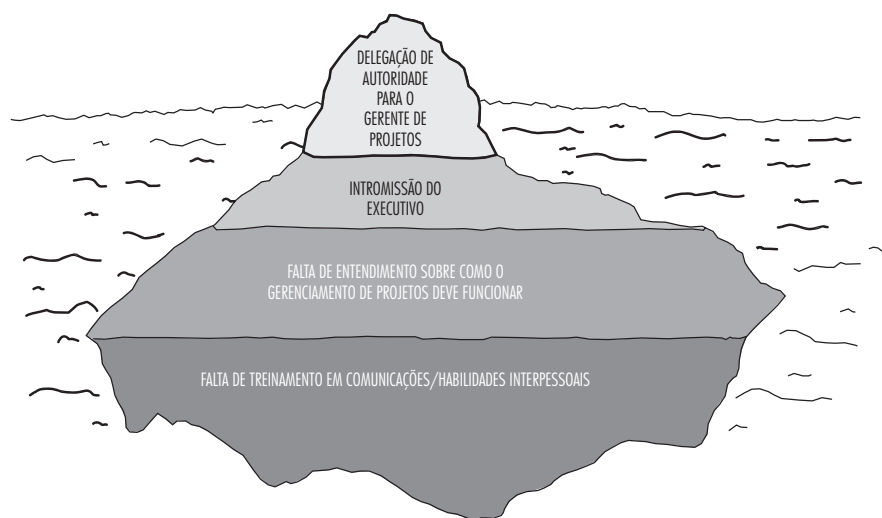 DELEGAÇÃO DE
AUTORIDADE
PARA O
GERENTE DE
PROJETOS
INTROMISSÃO DO
EXECUTIVO
FALTA DE ENTENDIMENTO SOBRE COMO O
GERENCIAMENTO DE PROJETOS DEVE FUNCIONAR
FALTA DE TREINAMENTO EM COMUNICAÇÕES/HABILIDADES INTERPESSOAIS